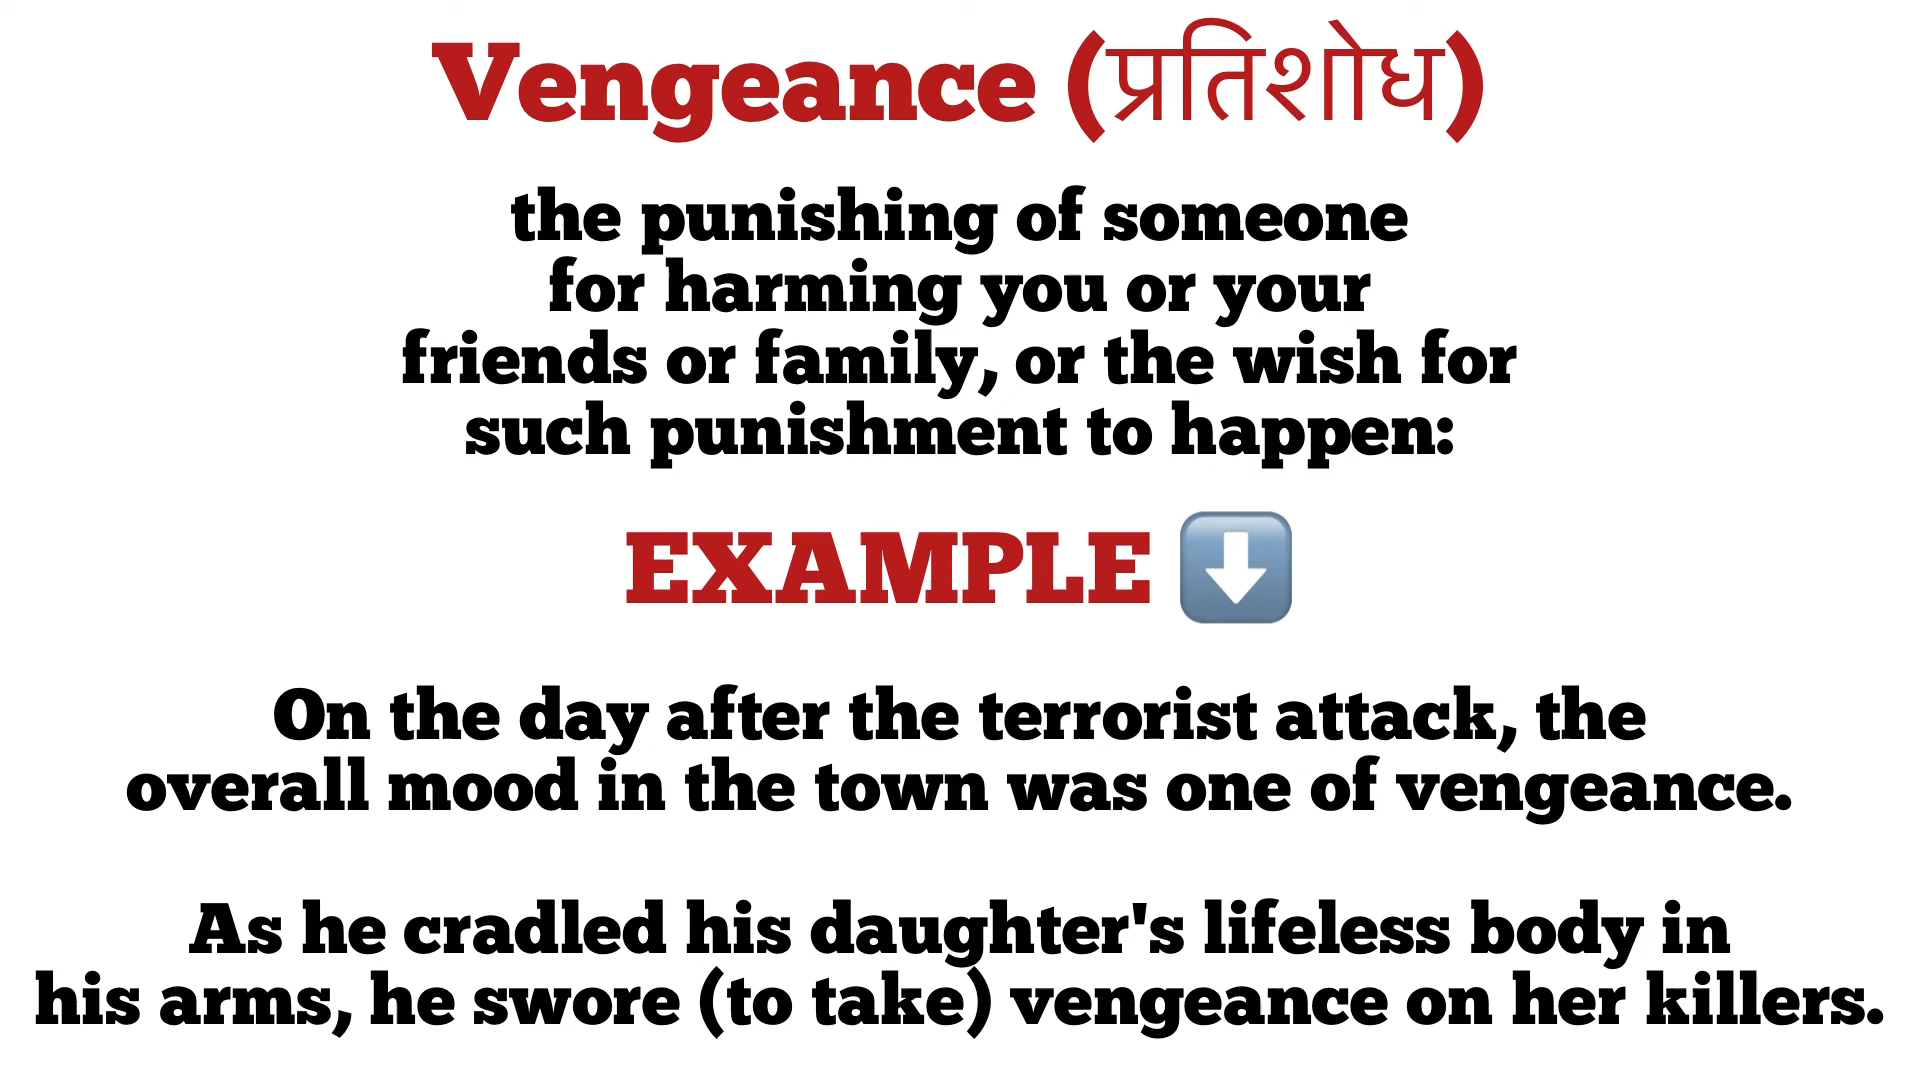 Vengeance (प्रतिशोध)
the punishing of someone
for harming you or your
friends or family, or the wish for
such punishment to happen:
EXAMPLE ⬇️
On the day after the terrorist attack, the
overall mood in the town was one of vengeance.
As he cradled his daughter's lifeless body in
his arms, he swore (to take) vengeance on her killers.